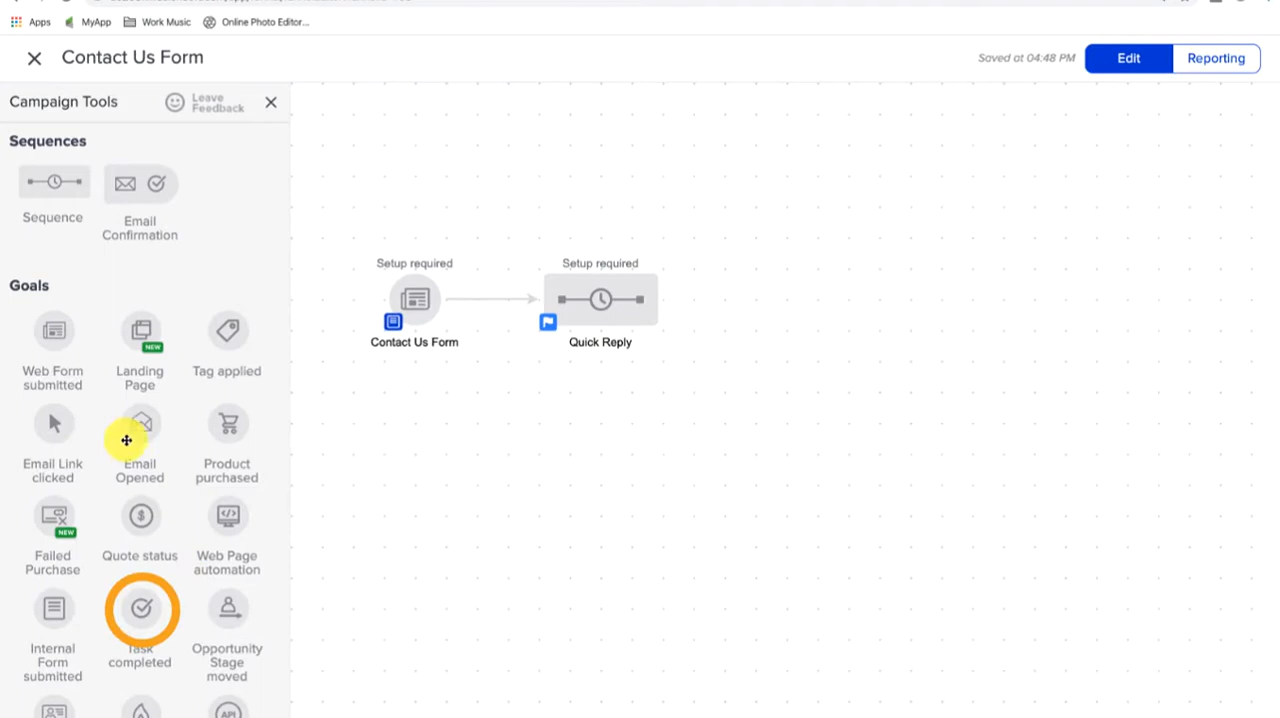 Apps
MyApp
Work Music
Online Photo Editor...
Contact Us Form
Saved at 04:48 PM
Edit
Reporting
Campaign Tools
Leave
Feedback
Sequences
Sequence
Email
Confirmation
Goals
NEW
Web Form
submitted
Landing
Page
Tag applied
Email Link
clicked
Email
Opened
Product
purchased
NEW
Failed
Purchase
Quote status
Web Page
automation
Internal
Form
submitted
Task
completed
Opportunity
Stage
moved
API
Setup required
Contact Us Form
Setup required
Quick Reply